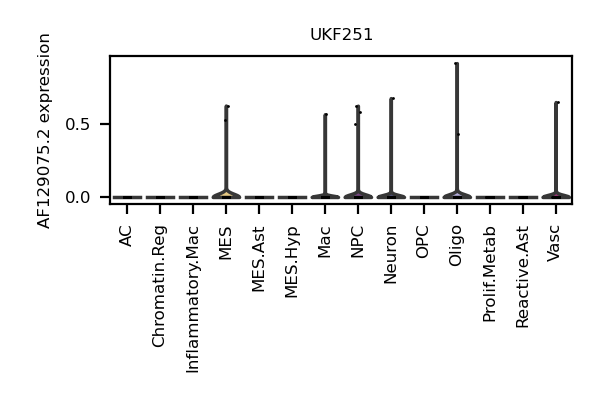 UKF251
AF129075.2 expression
0.5
0.0
AC
Chromatin.Reg
Inflammatory.Mac
MES
MES.Ast
MES.Hyp
Mac
NPC
Neuron
OPC
Oligo
Prolif.Metab
Reactive.Ast
Vasc